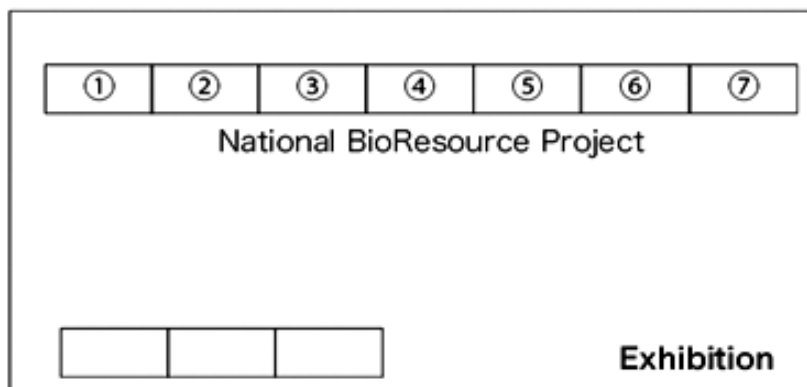 ① ② ③ ④ ⑤ ⑥ ⑦
National BioResource Project
Exhibition